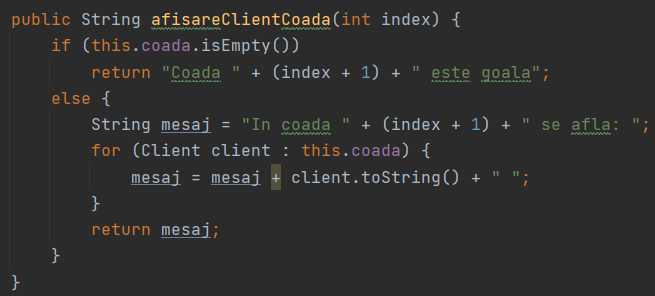 public String afisareClientCoada(int index) {
    if (this.coada.isEmpty())
        return "Coada " + (index + 1) + " este goala";
    else {
        String mesaj = "In coada " + (index + 1) + " se afla: ";
        for (Client client : this.coada) {
            mesaj = mesaj + client.toString() + " ";
        }
        return mesaj;
    }
}